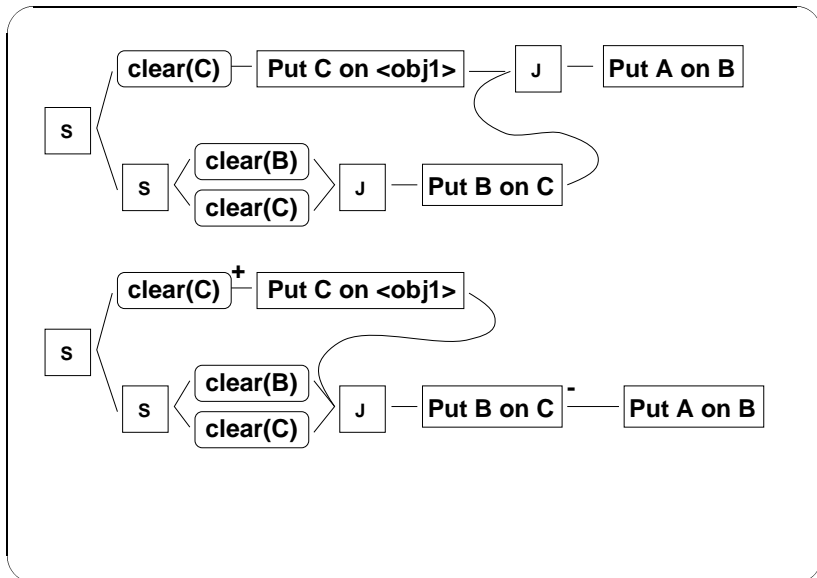 clear(C) Put C on <obj1> J Put A on B
S
S clear(B) J Put B on C
clear(C)
clear(C) + Put C on <obj1>
S
S clear(B) J Put B on C - Put A on B
clear(C)